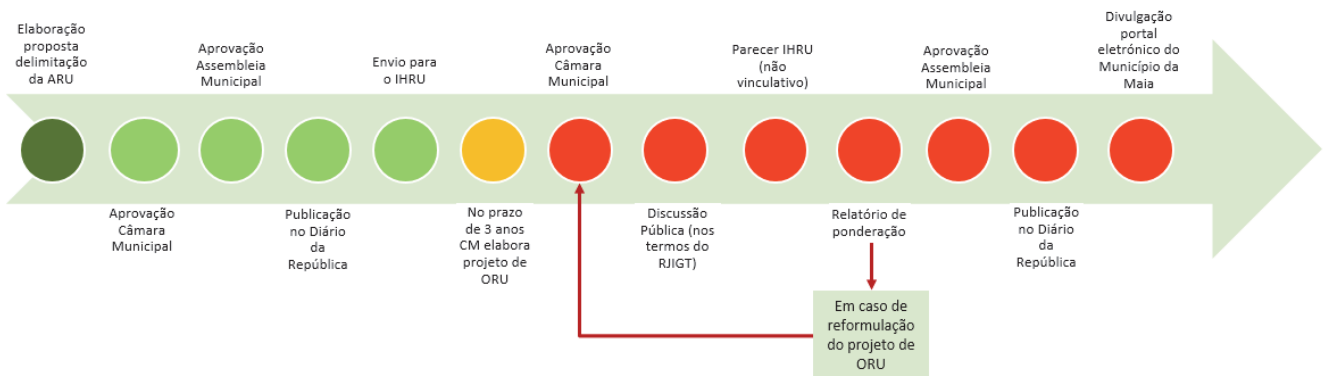 Elaboração
proposta
delimitação
da ARU
Aprovação
Câmara
Municipal
Aprovação
Assembleia
Municipal
Publicação
no Diário
da
República
Envio para
o IHRU
No prazo
de 3 anos
CM elabora
projeto de
ORU
Aprovação
Câmara
Municipal
Discussão
Pública (nos
termos do
RJIGT)
Parecer IHRU
(não
vinculativo)
Relatório de
ponderação
Em caso de
reformulação
do projeto de
ORU
Aprovação
Assembleia
Municipal
Publicação
no Diário
da
República
Divulgação
portal
eletrónico do
Município da
Maia